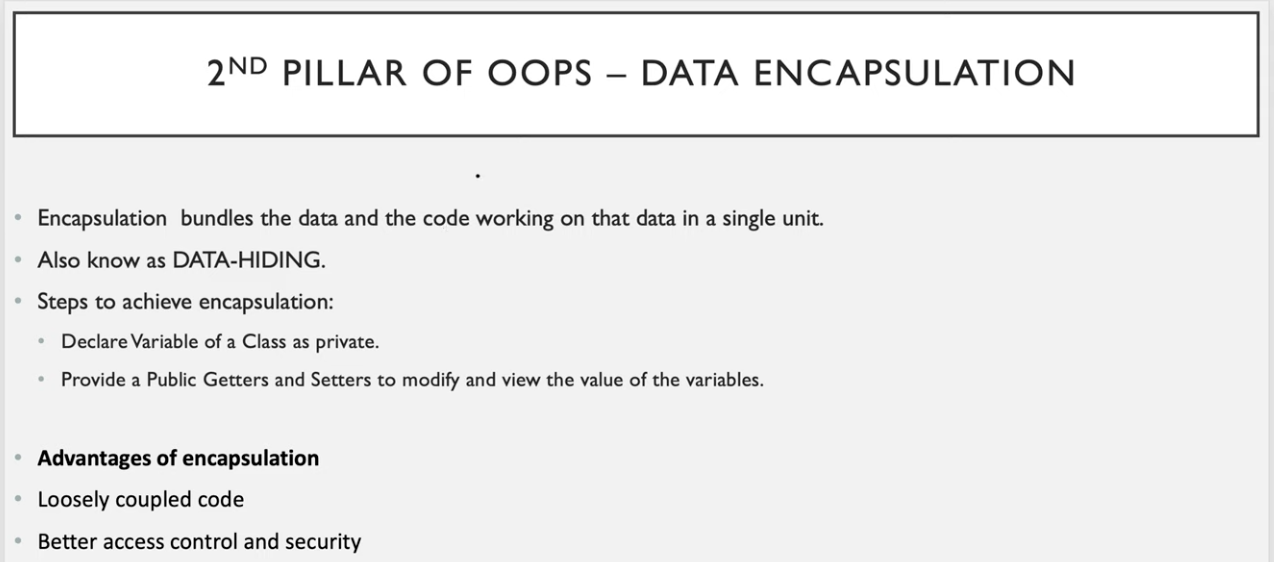 2ND PILLAR OF OOPS – DATA ENCAPSULATION
.
• Encapsulation bundles the data and the code working on that data in a single unit.
• Also know as DATA-HIDING.
• Steps to achieve encapsulation:
• Declare Variable of a Class as private.
• Provide a Public Getters and Setters to modify and view the value of the variables.
• Advantages of encapsulation
• Loosely coupled code
• Better access control and security